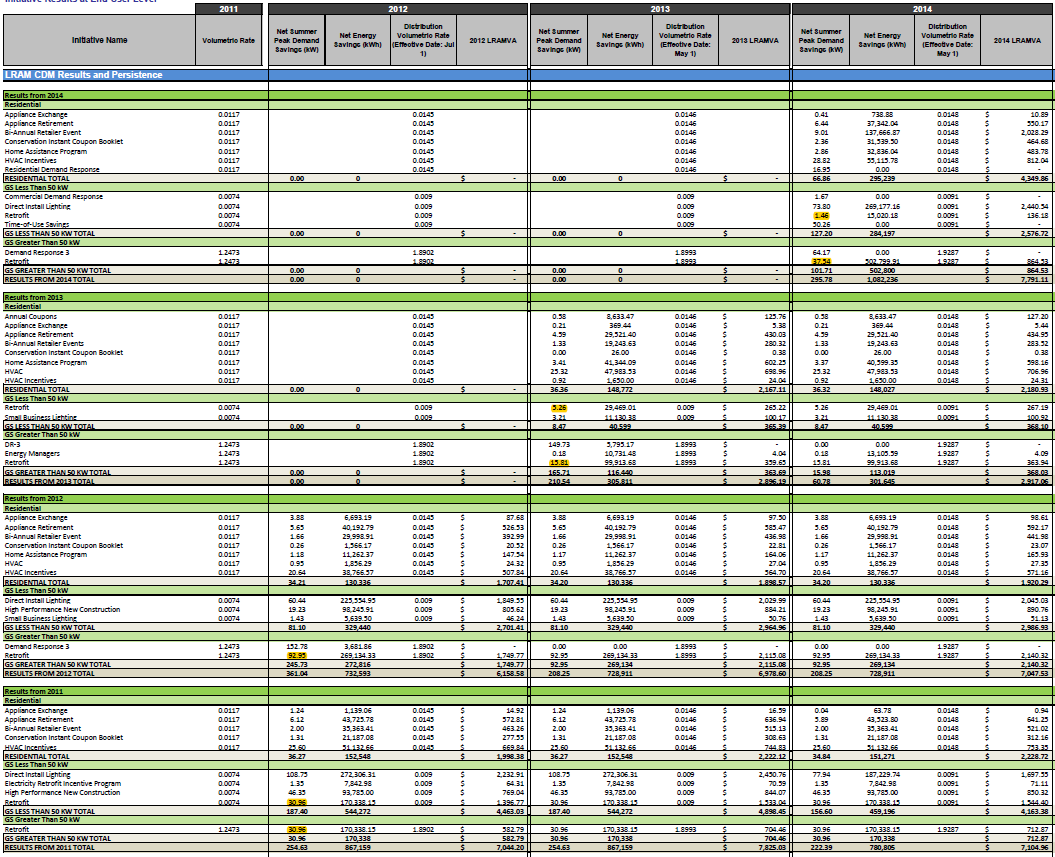 Initiative Results at End User Level
2011 2012 2013 2014
Initiative Name Volumetric Rate Net Summer Peak Demand Savings (kW) Net Energy Savings (kWh) Distribution Volumetric Rate (Effective Date: Jul 1) 2012 LRAMVA Net Summer Peak Demand Savings (kW) Net Energy Savings (kWh) Distribution Volumetric Rate (Effective Date: May 1) 2013 LRAMVA Net Summer Peak Demand Savings (kW) Net Energy Savings (kWh) Distribution Volumetric Rate (Effective Date: May 1) 2014 LRAMVA
LRAM CDM Results and Persistence
Results from 2014
Residential
Appliance Exchange 0.0117 0.0145 0.0146 0.41 738.88 0.0148 $ 10.89
Appliance Retirement 0.0117 0.0145 0.0146 6.44 37,342.04 0.0148 $ 550.17
Bi-Annual Retailer Event 0.0117 0.0145 0.0146 9.01 137,666.87 0.0148 $ 2,028.29
Conservation Instant Coupon Booklet 0.0117 0.0145 0.0146 2.36 31,539.50 0.0148 $ 464.68
Home Assistance Program 0.0117 0.0145 0.0146 2.86 32,836.04 0.0148 $ 483.78
HVAC Incentives 0.0117 0.0145 0.0146 28.82 55,115.78 0.0148 $ 812.04
Residential Demand Response 0.0117 0.0145 0.0146 16.95 0.00 0.0148 $ -
RESIDENTIAL TOTAL 0.00 0 $ - 0.00 0 $ - 66.86 295,239 $ 4,349.86
GS Less Than 50 kW
Commercial Demand Response 0.0074 0.009 0.009 1.67 0.00 0.0091 $ -
Direct Install Lighting 0.0074 0.009 0.009 73.80 269,177.16 0.0091 $ 2,440.54
Retrofit 0.0074 0.009 0.009 1.46 15,020.18 0.0091 $ 136.18
Time-of-Use Savings 0.0074 0.009 0.009 50.26 0.00 0.0091 $ -
GS LESS THAN 50 KW TOTAL 0.00 0 $ - 0.00 0 $ - 127.20 284,197 $ 2,576.72
GS Greater Than 50 kW
Demand Response 3 1.2473 1.8902 1.8993 64.17 0.00 1.9287 $ -
Retrofit 1.2473 1.8902 1.8993 37.54 502,799.91 1.9287 $ 864.53
GS GREATER THAN 50 KW TOTAL 0.00 0 $ - 0.00 0 $ - 101.71 502,800 $ 864.53
RESULTS FROM 2014 TOTAL 0.00 0 $ - 0.00 0 $ - 295.78 1,082,236 $ 7,791.11
Results from 2013
Residential
Annual Coupons 0.0117 0.0145 0.58 8,633.47 0.0146 $ 125.76 0.58 8,633.47 0.0148 $ 127.20
Appliance Exchange 0.0117 0.0145 0.21 369.44 0.0146 $ 5.38 0.21 369.44 0.0148 $ 5.44
Appliance Retirement 0.0117 0.0145 4.59 29,521.40 0.0146 $ 430.03 4.59 29,521.40 0.0148 $ 434.95
Bi-Annual Retailer Events 0.0117 0.0145 1.33 19,243.63 0.0146 $ 280.32 1.33 19,243.63 0.0148 $ 283.52
Conservation Instant Coupon Booklet 0.0117 0.0145 0.00 26.00 0.0146 $ 0.38 0.00 26.00 0.0148 $ 0.38
Home Assistance Program 0.0117 0.0145 3.41 41,344.09 0.0146 $ 602.25 3.37 40,599.35 0.0148 $ 598.16
HVAC 0.0117 0.0145 25.32 47,983.53 0.0146 $ 698.96 25.32 47,983.53 0.0148 $ 706.96
HVAC Incentives 0.0117 0.0145 0.92 1,650.00 0.0146 $ 24.04 0.92 1,650.00 0.0148 $ 24.31
RESIDENTIAL TOTAL 0.00 0 $ - 36.36 148,772 $ 2,167.11 36.32 148,027 $ 2,180.93
GS Less Than 50 kW
Retrofit 0.0074 0.009 5.26 29,469.01 0.009 $ 265.22 5.26 29,469.01 0.0091 $ 267.19
Small Business Lighting 0.0074 0.009 3.21 11,130.38 0.009 $ 100.17 3.21 11,130.38 0.0091 $ 100.92
GS LESS THAN 50 KW TOTAL 0.00 0 $ - 8.47 40,599 $ 365.39 8.47 40,599 $ 368.10
GS Greater Than 50 kW
DR-3 1.2473 1.8902 149.73 5,795.17 1.8993 $ - 0.00 0.00 1.9287 $ -
Energy Managers 1.2473 1.8902 0.18 10,731.48 1.8993 $ 4.04 0.18 13,105.59 1.9287 $ 4.09
Retrofit 1.2473 1.8902 15.81 99,913.68 1.8993 $ 359.65 15.81 99,913.68 1.9287 $ 363.94
GS GREATER THAN 50 KW TOTAL 0.00 0 $ - 165.71 116,440 $ 363.69 15.98 113,019 $ 368.03
RESULTS FROM 2013 TOTAL 0.00 0 $ - 210.54 305,811 $ 2,896.19 60.78 301,645 $ 2,917.06
Results from 2012
Residential
Appliance Exchange 0.0117 3.88 6,693.19 0.0145 $ 87.68 3.88 6,693.19 0.0146 $ 97.50 3.88 6,693.19 0.0148 $ 98.61
Appliance Retirement 0.0117 5.65 40,192.79 0.0145 $ 526.53 5.65 40,192.79 0.0146 $ 585.47 5.65 40,192.79 0.0148 $ 592.17
Bi-Annual Retailer Event 0.0117 1.66 29,998.91 0.0145 $ 392.99 1.66 29,998.91 0.0146 $ 436.98 1.66 29,998.91 0.0148 $ 441.98
Conservation Instant Coupon Booklet 0.0117 0.26 1,566.17 0.0145 $ 20.52 0.26 1,566.17 0.0146 $ 22.81 0.26 1,566.17 0.0148 $ 23.07
Home Assistance Program 0.0117 1.18 11,262.37 0.0145 $ 147.54 1.17 11,262.37 0.0146 $ 164.06 1.17 11,262.37 0.0148 $ 165.93
HVAC 0.0117 0.95 1,856.29 0.0145 $ 24.32 0.95 1,856.29 0.0146 $ 27.04 0.95 1,856.29 0.0148 $ 27.35
HVAC Incentives 0.0117 20.64 38,766.57 0.0145 $ 507.84 20.64 38,766.57 0.0146 $ 564.70 20.64 38,766.57 0.0148 $ 571.16
RESIDENTIAL TOTAL 34.21 130,336 $ 1,707.41 34.20 130,336 $ 1,898.57 34.20 130,336 $ 1,920.29
GS Less Than 50 kW
Direct Install Lighting 0.0074 60.44 225,554.95 0.009 $ 1,849.55 60.44 225,554.95 0.009 $ 2,029.99 60.44 225,554.95 0.0091 $ 2,045.03
High Performance New Construction 0.0074 19.23 98,245.91 0.009 $ 805.62 19.23 98,245.91 0.009 $ 884.21 19.23 98,245.91 0.0091 $ 890.76
Small Business Lighting 0.0074 1.43 5,639.50 0.009 $ 46.24 1.43 5,639.50 0.009 $ 50.76 1.43 5,639.50 0.0091 $ 51.13
GS LESS THAN 50 KW TOTAL 81.10 329,440 $ 2,701.41 81.10 329,440 $ 2,964.96 81.10 329,440 $ 2,986.93
GS Greater Than 50 kW
Demand Response 3 1.2473 152.78 3,681.86 1.8902 $ - 0.00 0.00 1.8993 $ - 0.00 0.00 1.9287 $ -
Retrofit 1.2473 92.95 269,134.33 1.8902 $ 1,749.77 92.95 269,134.33 1.8993 $ 2,115.08 92.95 269,134.33 1.9287 $ 2,140.32
GS GREATER THAN 50 KW TOTAL 245.73 272,816 $ 1,749.77 92.95 269,134 $ 2,115.08 92.95 269,134 $ 2,140.32
RESULTS FROM 2012 TOTAL 361.04 732,593 $ 6,158.58 208.25 728,911 $ 6,978.60 208.25 728,911 $ 7,047.53
Results from 2011
Residential
Appliance Exchange 0.0117 1.24 1,139.06 0.0145 $ 14.92 1.24 1,139.06 0.0146 $ 16.59 0.04 63.78 0.0148 $ 0.94
Appliance Retirement 0.0117 6.12 43,725.78 0.0145 $ 572.81 6.12 43,725.78 0.0146 $ 636.94 5.89 43,523.80 0.0148 $ 641.25
Bi-Annual Retailer Event 0.0117 2.00 35,363.41 0.0145 $ 463.26 2.00 35,363.41 0.0146 $ 515.13 2.00 35,363.41 0.0148 $ 521.02
Conservation Instant Coupon Booklet 0.0117 1.31 21,187.08 0.0145 $ 277.55 1.31 21,187.08 0.0146 $ 308.63 1.31 21,187.08 0.0148 $ 312.16
HVAC Incentives 0.0117 25.60 51,132.66 0.0145 $ 669.84 25.60 51,132.66 0.0146 $ 744.83 25.60 51,132.66 0.0148 $ 753.35
RESIDENTIAL TOTAL 36.27 152,548 $ 1,998.38 36.27 152,548 $ 2,222.12 34.84 151,271 $ 2,228.72
GS Less Than 50 kW
Direct Install Lighting 0.0074 108.75 272,306.31 0.009 $ 2,232.91 108.75 272,306.31 0.009 $ 2,450.76 77.94 187,229.74 0.0091 $ 1,697.55
Electricity Retrofit Incentive Program 0.0074 1.35 7,842.98 0.009 $ 64.31 1.35 7,842.98 0.009 $ 70.59 1.35 7,842.98 0.0091 $ 71.11
High Performance New Construction 0.0074 46.35 93,785.00 0.009 $ 769.04 46.35 93,785.00 0.009 $ 844.07 46.35 93,785.00 0.0091 $ 850.32
Retrofit 0.0074 30.96 170,338.15 0.009 $ 1,396.77 30.96 170,338.15 0.009 $ 1,533.04 30.96 170,338.15 0.0091 $ 1,544.40
GS LESS THAN 50 KW TOTAL 187.40 544,272 $ 4,463.03 187.40 544,272 $ 4,898.45 156.60 459,196 $ 4,163.38
GS Greater Than 50 kW
Retrofit 1.2473 30.96 170,338.15 1.8902 $ 582.79 30.96 170,338.15 1.8993 $ 704.46 30.96 170,338.15 1.9287 $ 712.87
GS GREATER THAN 50 KW TOTAL 30.96 170,338 $ 582.79 30.96 170,338 $ 704.46 30.96 170,338 $ 712.87
RESULTS FROM 2011 TOTAL 254.63 867,159 $ 7,044.20 254.63 867,159 $ 7,825.03 222.39 780,805 $ 7,104.96